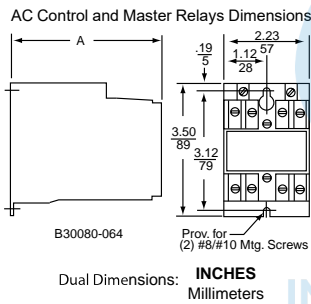 AC Control and Master Relays Dimensions
A
2.23
57
.19
5
1.12
28
3.50
89
3.12
79
B30080-064
Prov. for
(2) #8/#10 Mtg. Screws
Dual Dimensions: INCHES
Millimeters